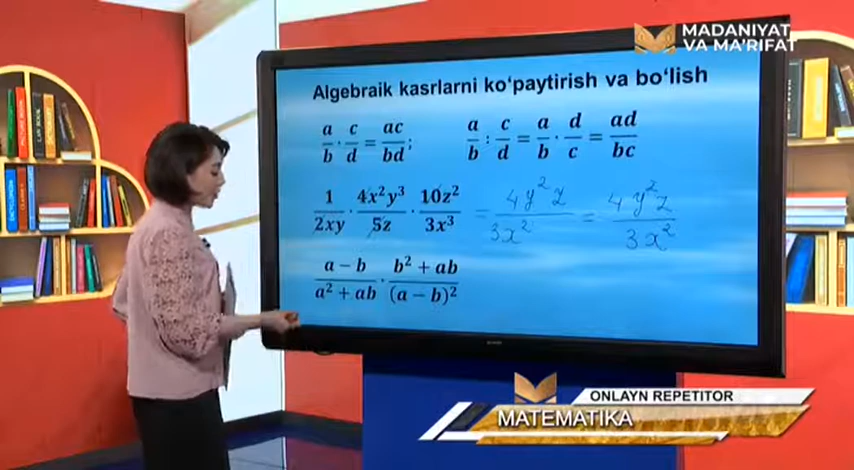 MADANIYAT
VA MA'RIFAT
Algebraik kasrlarni ko'paytirish va bo'lish
a/b · c/d = ac/bd;
a/b : c/d = a/b · d/c = ad/bc
1/2xy · 4x²y³/5z · 10z²/3x³ = 4y²z/3x² = 4y²z/3x²
a − b/a² + ab · b² + ab/(a − b)²
ONLAYN REPETITOR
MATEMATIKA